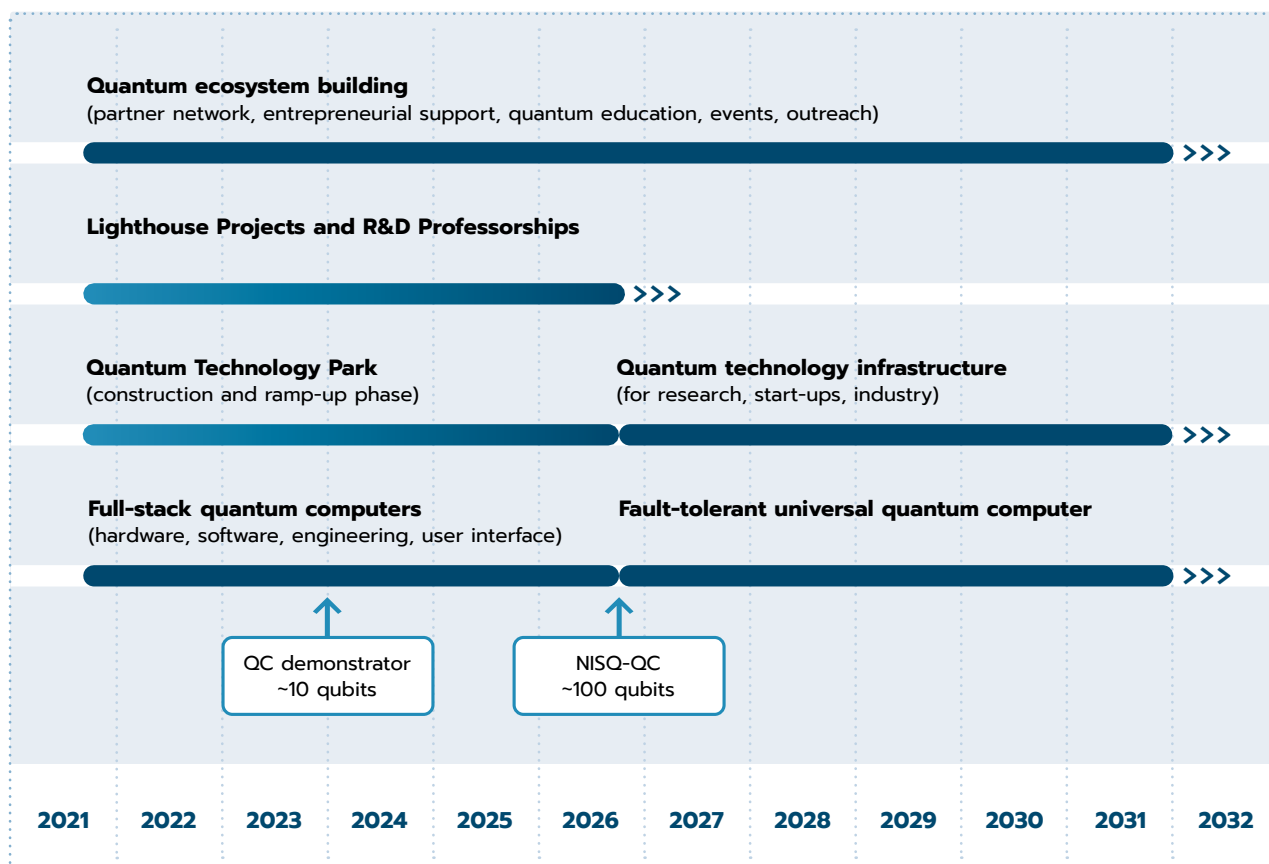 Quantum ecosystem building
(partner network, entrepreneurial support, quantum education, events, outreach)
Lighthouse Projects and R&D Professorships
Quantum Technology Park
(construction and ramp-up phase)
Quantum technology infrastructure
(for research, start-ups, industry)
Full-stack quantum computers
(hardware, software, engineering, user interface)
Fault-tolerant universal quantum computer
QC demonstrator
~10 qubits
NISQ-QC
~100 qubits
2021 2022 2023 2024 2025 2026 2027 2028 2029 2030 2031 2032